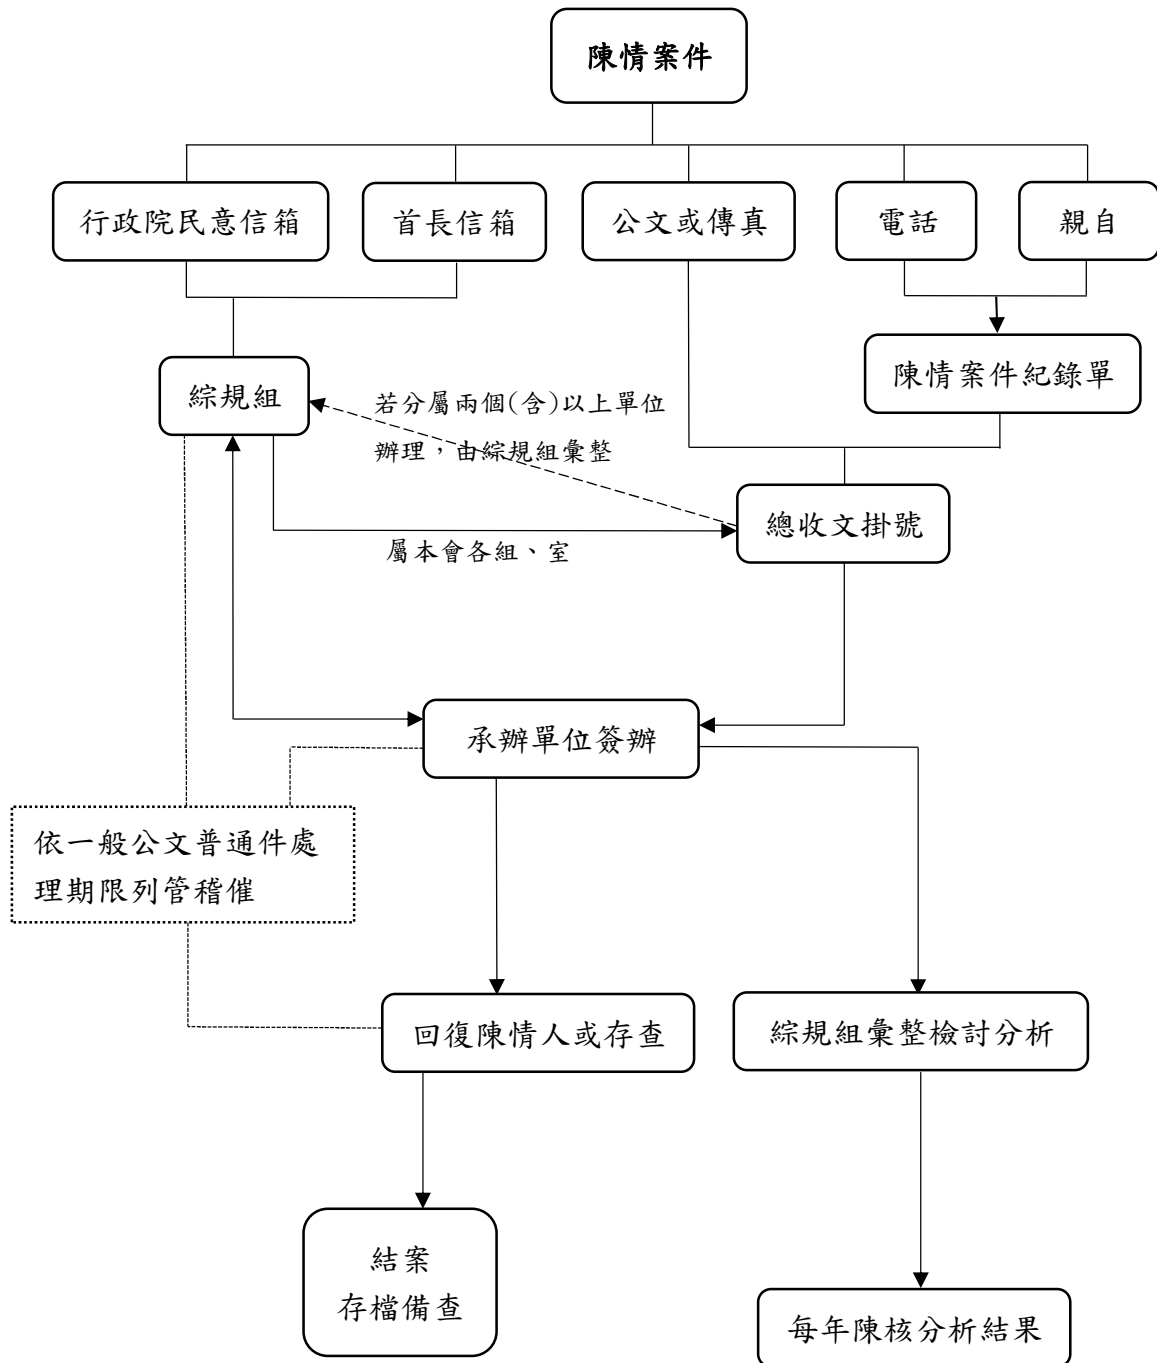 陳情案件
行政院民意信箱
首長信箱
公文或傳真
電話
親自
陳情案件紀錄單
綜規組
若分屬兩個(含)以上單位
辦理，由綜規組彙整
總收文掛號
屬本會各組、室
承辦單位簽辦
依一般公文普通件處
理期限列管稽催
回復陳情人或存查
綜規組彙整檢討分析
結案
存檔備查
每年陳核分析結果